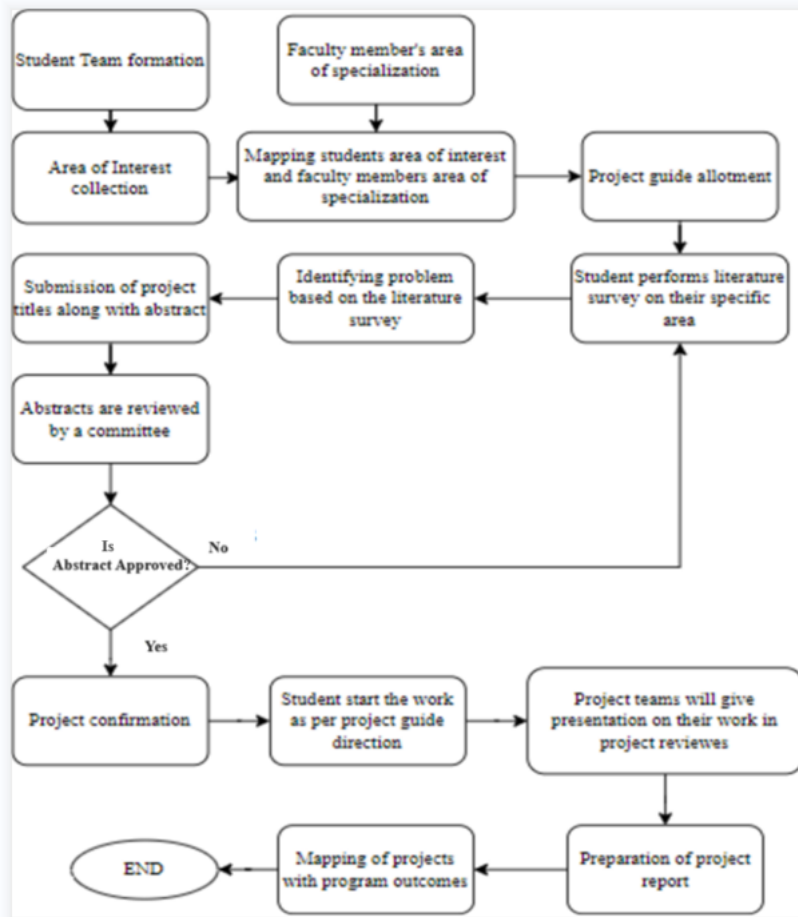 Student Team formation
Faculty member's area
of specialization
Area of Interest
collection
Mapping students area of interest
and faculty members area of
specialization
Project guide allotment
Student performs literature
survey on their specific
area
Identifying problem
based on the literature
survey
Submission of project
titles along with abstract
Abstracts are reviewed
by a committee
Is
Abstract Approved?
No
Yes
Project confirmation
Student start the work
as per project guide
direction
Project teams will give
presentation on their work in
project reviewes
Preparation of project
report
Mapping of projects
with program outcomes
END